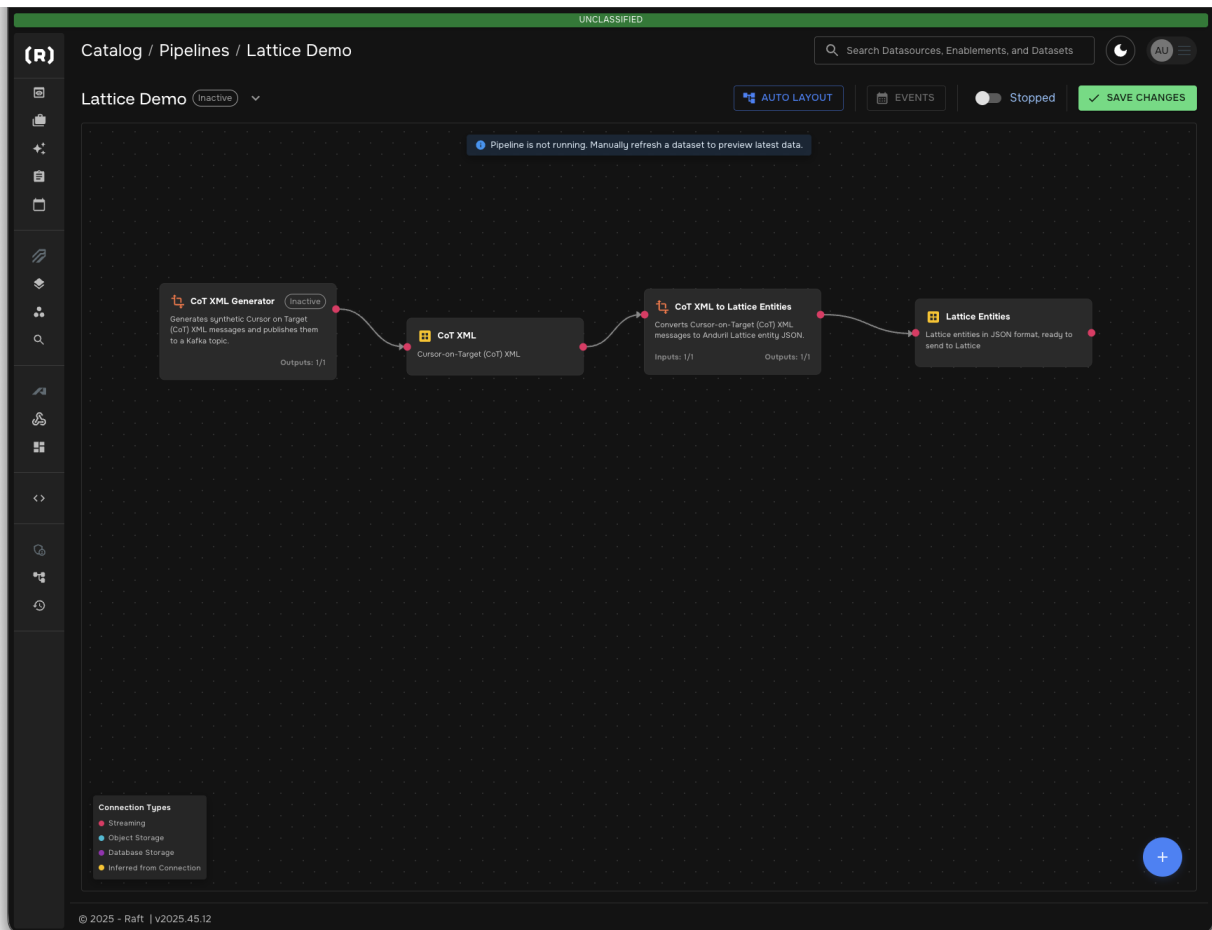 UNCLASSIFIED
(R)
Catalog / Pipelines / Lattice Demo
Search Datasources, Enablements, and Datasets
AU
Lattice Demo
Inactive
AUTO LAYOUT
EVENTS
Stopped
SAVE CHANGES
Pipeline is not running. Manually refresh a dataset to preview latest data.
CoT XML Generator
Inactive
Generates synthetic Cursor on Target
(CoT) XML messages and publishes them
to a Kafka topic.
Outputs: 1/1
CoT XML
Cursor-on-Target (CoT) XML
CoT XML to Lattice Entities
Converts Cursor-on-Target (CoT) XML
messages to Anduril Lattice entity JSON.
Inputs: 1/1
Outputs: 1/1
Lattice Entities
Lattice entities in JSON format, ready to
send to Lattice
Connection Types
Streaming
Object Storage
Database Storage
Inferred from Connection
© 2025 - Raft | v2025.45.12